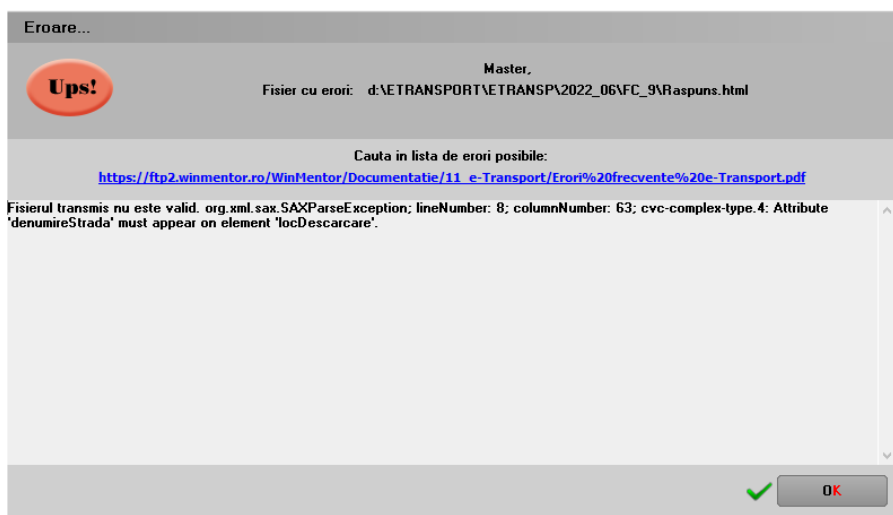 Eroare...
Ups!
Master,
Fisier cu erori: d:\ETRANSPORT\ETRANSP\2022_06\FC_9\Raspuns.html
Cauta in lista de erori posibile:
https://ftp2.winmentor.ro/WinMentor/Documentatie/11_e-Transport/Erori%20frecvente%20e-Transport.pdf
Fisierul transmis nu este valid. org.xml.sax.SAXParseException; lineNumber: 8; columnNumber: 63; cvc-complex-type.4: Attribute
'denumireStrada' must appear on element 'locDescarcare'.
OK